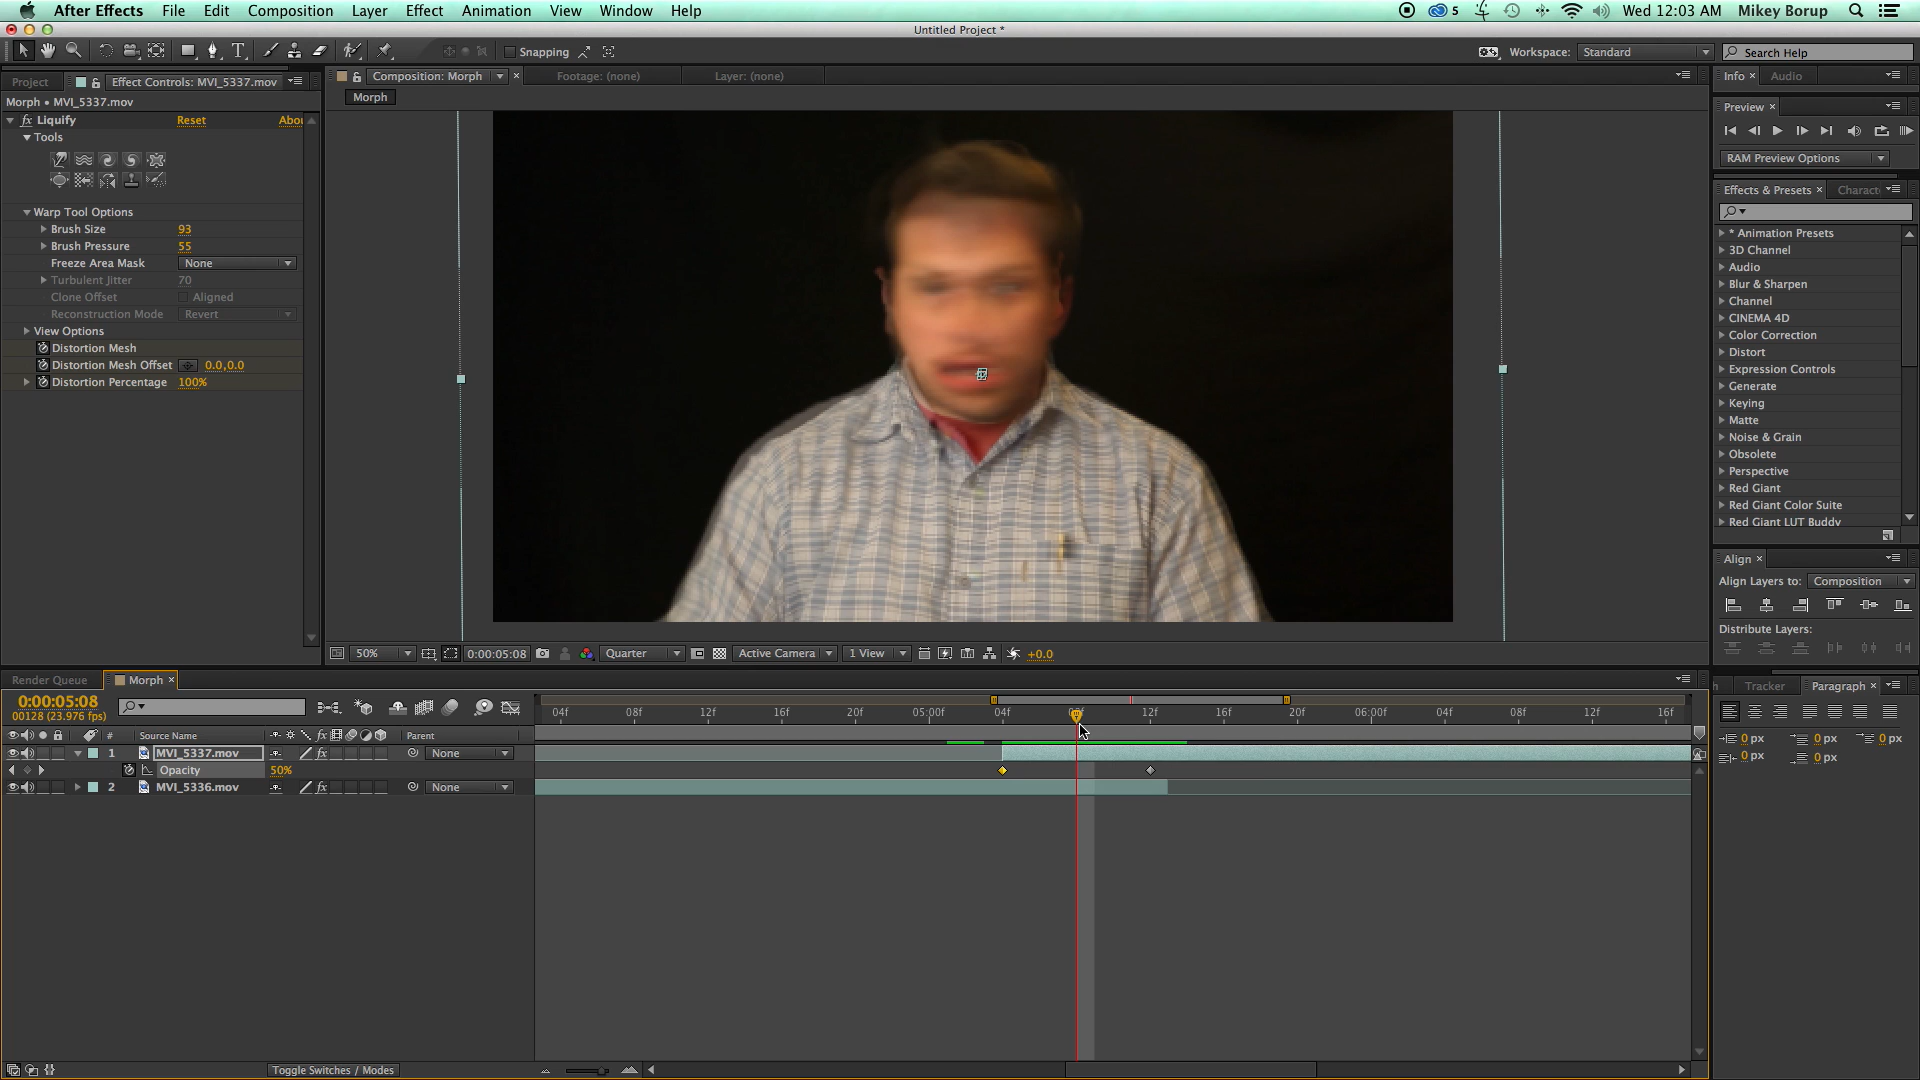 After Effects File Edit Composition Layer Effect Animation View Window Help 5 Wed 12:03 AM Mikey Borup
Untitled Project *
Snapping Workspace: Standard Search Help
Project Effect Controls: MVI_5337.mov
Morph • MVI_5337.mov
Liquify Reset Abou
Tools
Warp Tool Options
Brush Size 93
Brush Pressure 55
Freeze Area Mask None
Turbulent Jitter 70
Clone Offset Aligned
Reconstruction Mode Revert
View Options
Distortion Mesh
Distortion Mesh Offset 0.0,0.0
Distortion Percentage 100%
Composition: Morph Footage: (none) Layer: (none)
Morph
50% 0:00:05:08 Quarter Active Camera 1 View +0.0
Info Audio
Preview
RAM Preview Options
Effects & Presets Charact
* Animation Presets
3D Channel
Audio
Blur & Sharpen
Channel
CINEMA 4D
Color Correction
Distort
Expression Controls
Generate
Keying
Matte
Noise & Grain
Obsolete
Perspective
Red Giant
Red Giant Color Suite
Red Giant LUT Buddy
Align
Align Layers to: Composition
Distribute Layers:
Tracker Paragraph
0 px 0 px 0 px
0 px 0 px
Render Queue Morph
0:00:05:08
00128 (23.976 fps)
04f 08f 12f 16f 20f 05:00f 04f 12f 16f 20f 06:00f 04f 08f 12f 16f
# Source Name Parent
1 MVI_5337.mov fx None
Opacity 50%
2 MVI_5336.mov fx None
Toggle Switches / Modes